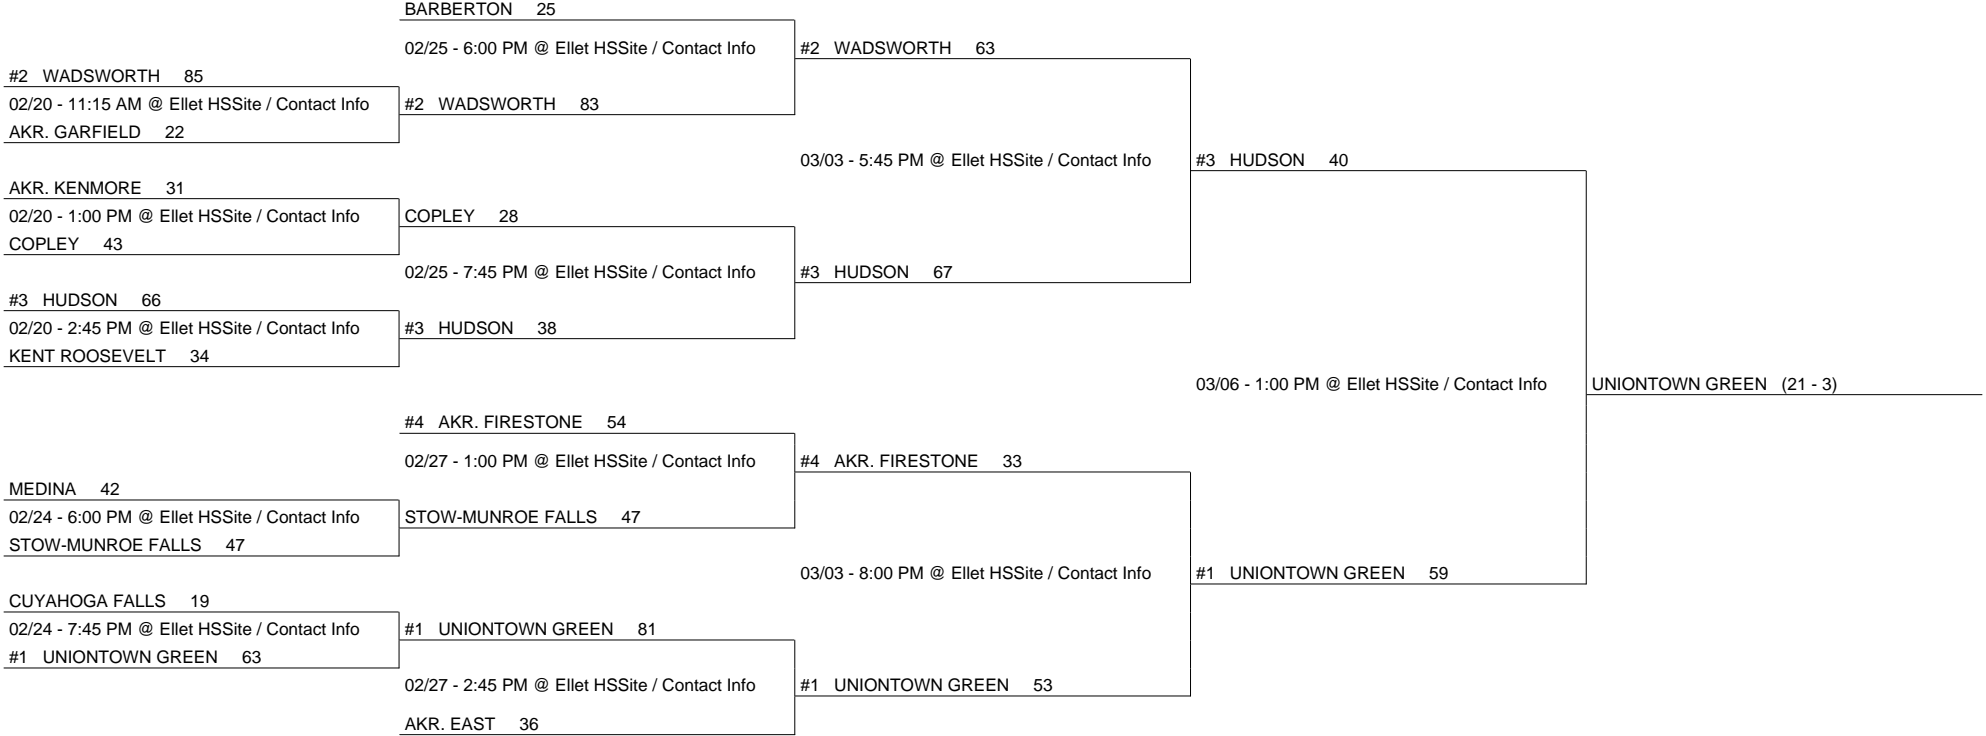 BARBERTON 25
02/25 - 6:00 PM @ Ellet HSSite / Contact Info
#2 WADSWORTH 63
#2 WADSWORTH 85
02/20 - 11:15 AM @ Ellet HSSite / Contact Info
#2 WADSWORTH 83
AKR. GARFIELD 22
03/03 - 5:45 PM @ Ellet HSSite / Contact Info
#3 HUDSON 40
AKR. KENMORE 31
02/20 - 1:00 PM @ Ellet HSSite / Contact Info
COPLEY 28
COPLEY 43
02/25 - 7:45 PM @ Ellet HSSite / Contact Info
#3 HUDSON 67
#3 HUDSON 66
02/20 - 2:45 PM @ Ellet HSSite / Contact Info
#3 HUDSON 38
KENT ROOSEVELT 34
03/06 - 1:00 PM @ Ellet HSSite / Contact Info
UNIONTOWN GREEN (21 - 3)
#4 AKR. FIRESTONE 54
02/27 - 1:00 PM @ Ellet HSSite / Contact Info
#4 AKR. FIRESTONE 33
MEDINA 42
02/24 - 6:00 PM @ Ellet HSSite / Contact Info
STOW-MUNROE FALLS 47
STOW-MUNROE FALLS 47
03/03 - 8:00 PM @ Ellet HSSite / Contact Info
#1 UNIONTOWN GREEN 59
CUYAHOGA FALLS 19
02/24 - 7:45 PM @ Ellet HSSite / Contact Info
#1 UNIONTOWN GREEN 81
#1 UNIONTOWN GREEN 63
02/27 - 2:45 PM @ Ellet HSSite / Contact Info
#1 UNIONTOWN GREEN 53
AKR. EAST 36